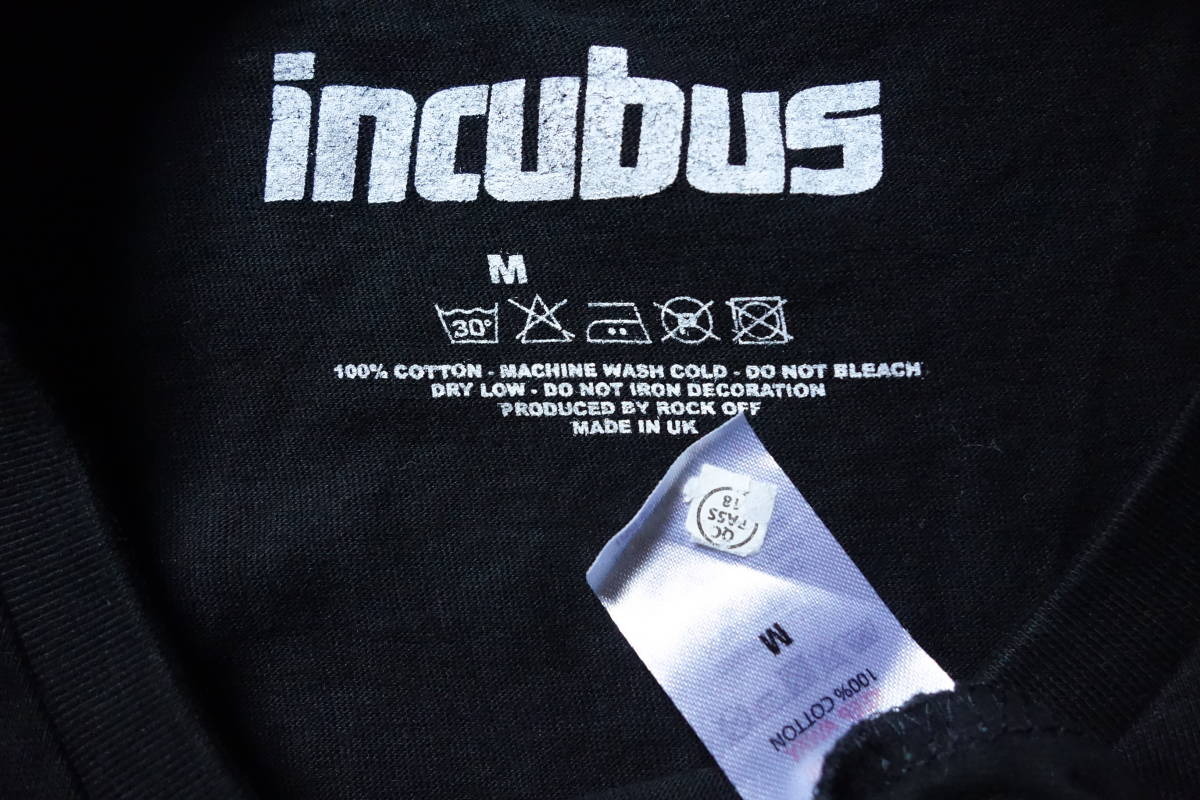 incubus
M
30°
P
100% COTTON - MACHINE WASH COLD - DO NOT BLEACH
DRY LOW - DO NOT IRON DECORATION
PRODUCED BY ROCK OFF
MADE IN UK
QC
PASS
18
M
100% COTTON